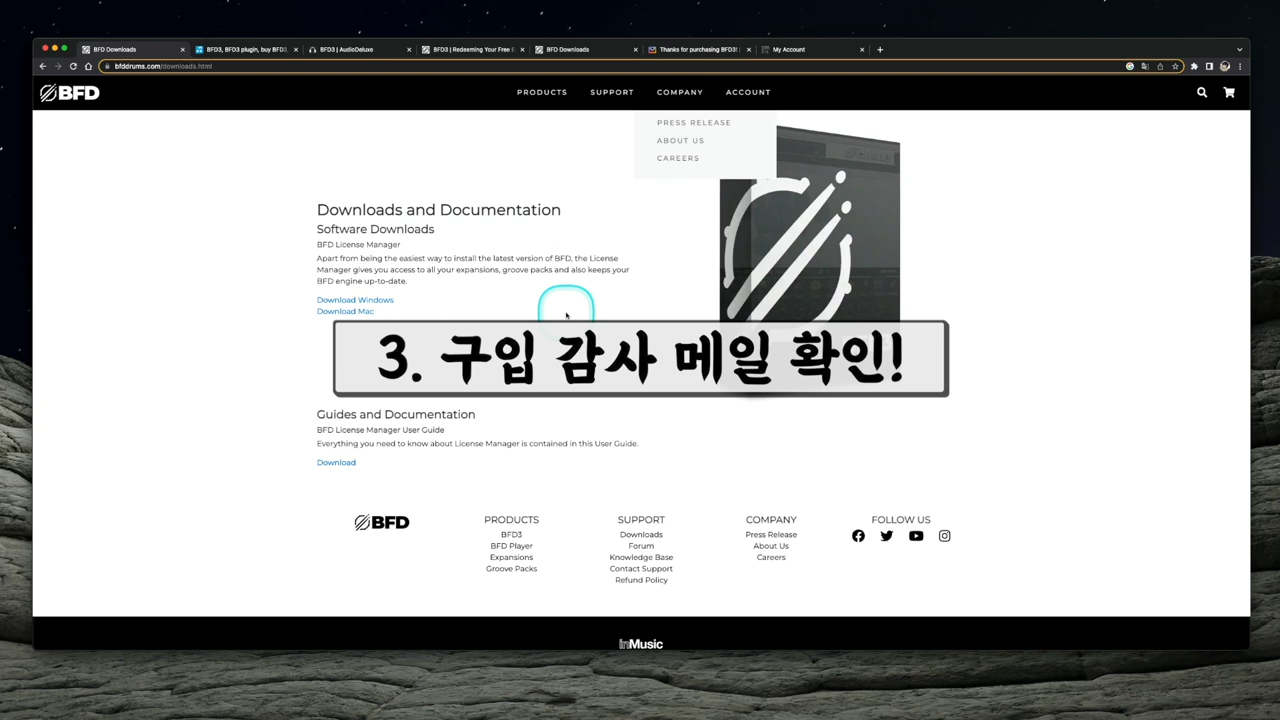 BFD Downloads
BFD3, BFD3 plugin, buy BFD3,
BFD3 | AudioDeluxe
BFD3 | Redeeming Your Free
BFD Downloads
Thanks for purchasing BFD3!
My Account
bfddrums.com/downloads.html
BFD
PRODUCTS
SUPPORT
COMPANY
ACCOUNT
PRESS RELEASE
ABOUT US
CAREERS
Downloads and Documentation
Software Downloads
BFD License Manager
Apart from being the easiest way to install the latest version of BFD, the License
Manager gives you access to all your expansions, groove packs and also keeps your
BFD engine up-to-date.
Download Windows
Download Mac
3. 구입 감사 메일 확인!
Guides and Documentation
BFD License Manager User Guide
Everything you need to know about License Manager is contained in this User Guide.
Download
BFD
PRODUCTS
BFD3
BFD Player
Expansions
Groove Packs
SUPPORT
Downloads
Forum
Knowledge Base
Contact Support
Refund Policy
COMPANY
Press Release
About Us
Careers
FOLLOW US
inMusic